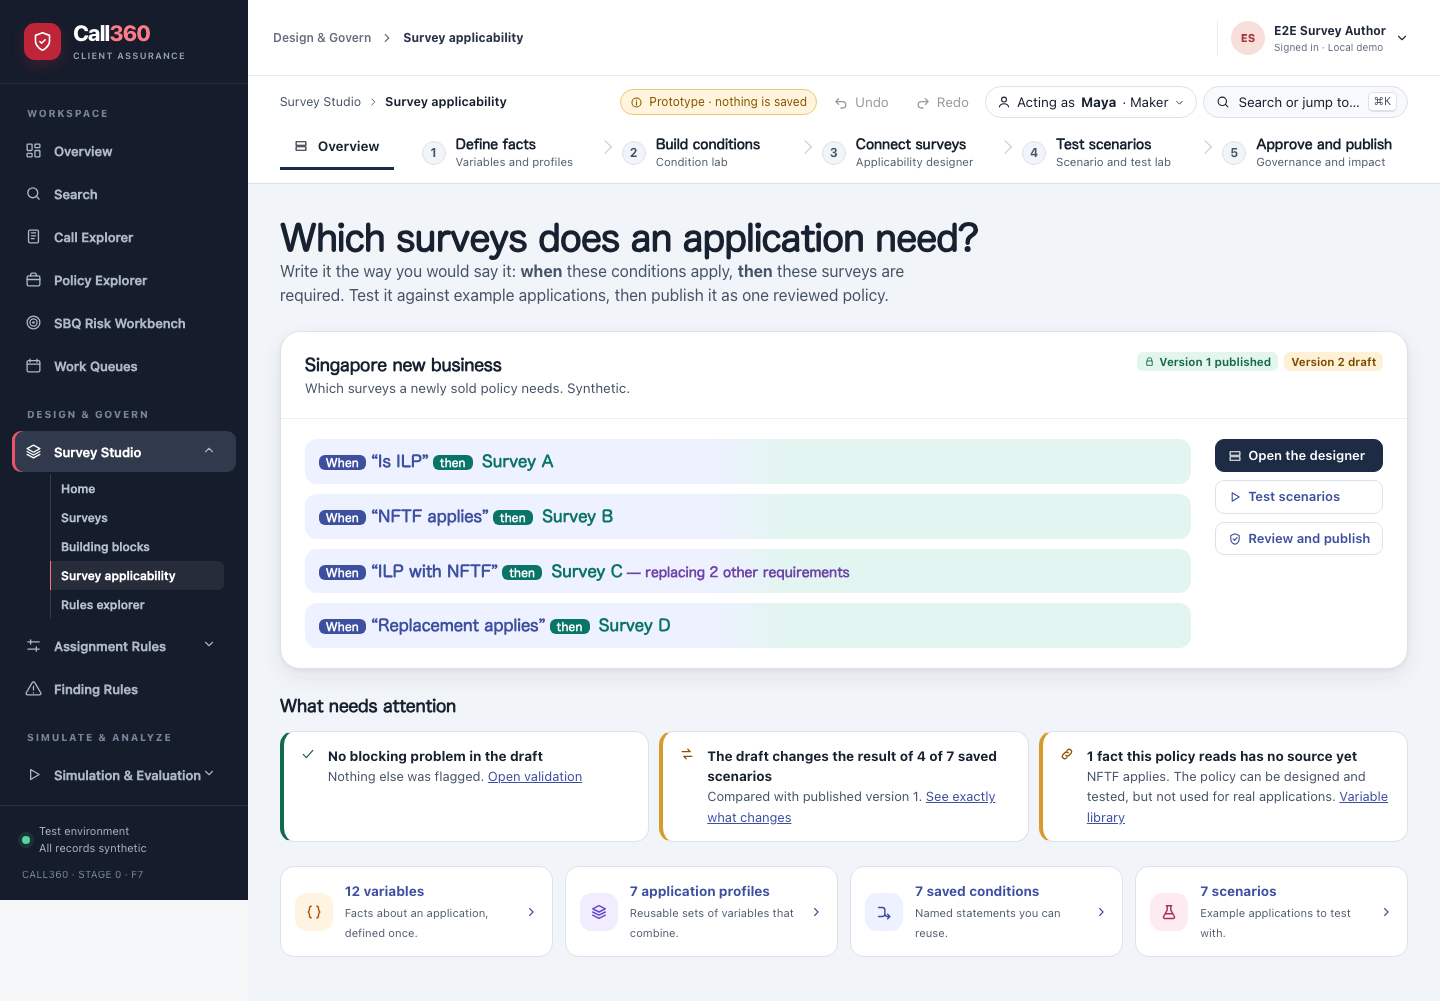 Call360
CLIENT ASSURANCE
WORKSPACE
Overview
Search
Call Explorer
Policy Explorer
SBQ Risk Workbench
Work Queues
DESIGN & GOVERN
Survey Studio
Home
Surveys
Building blocks
Survey applicability
Rules explorer
Assignment Rules
Finding Rules
SIMULATE & ANALYZE
Simulation & Evaluation
Test environment
All records synthetic
CALL360 · STAGE 0 · F7
Design & Govern > Survey applicability
ES
E2E Survey Author
Signed in · Local demo
Survey Studio > Survey applicability
Prototype · nothing is saved
Undo
Redo
Acting as Maya · Maker
Search or jump to... ⌘K
Overview
1 Define facts
Variables and profiles
2 Build conditions
Condition lab
3 Connect surveys
Applicability designer
4 Test scenarios
Scenario and test lab
5 Approve and publish
Governance and impact
Which surveys does an application need?
Write it the way you would say it: when these conditions apply, then these surveys are
required. Test it against example applications, then publish it as one reviewed policy.
Singapore new business
Which surveys a newly sold policy needs. Synthetic.
Version 1 published
Version 2 draft
When “Is ILP” then Survey A
When “NFTF applies” then Survey B
When “ILP with NFTF” then Survey C — replacing 2 other requirements
When “Replacement applies” then Survey D
Open the designer
Test scenarios
Review and publish
What needs attention
No blocking problem in the draft
Nothing else was flagged. Open validation
The draft changes the result of 4 of 7 saved
scenarios
Compared with published version 1. See exactly
what changes
1 fact this policy reads has no source yet
NFTF applies. The policy can be designed and
tested, but not used for real applications. Variable
library
12 variables
Facts about an application,
defined once.
7 application profiles
Reusable sets of variables that
combine.
7 saved conditions
Named statements you can
reuse.
7 scenarios
Example applications to test
with.